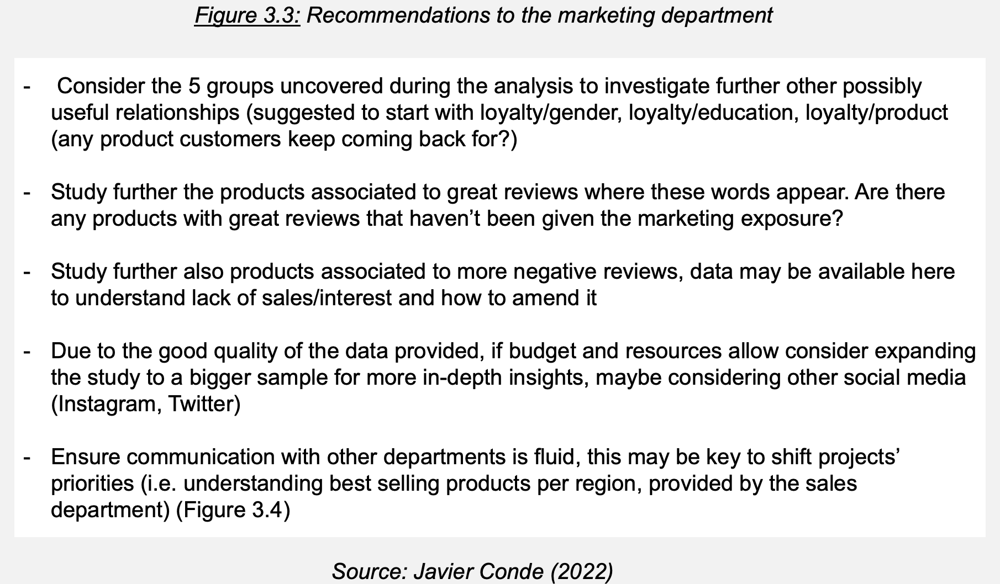 Figure 3.3: Recommendations to the marketing department
- Consider the 5 groups uncovered during the analysis to investigate further other possibly
useful relationships (suggested to start with loyalty/gender, loyalty/education, loyalty/product
(any product customers keep coming back for?)
- Study further the products associated to great reviews where these words appear. Are there
any products with great reviews that haven’t been given the marketing exposure?
- Study further also products associated to more negative reviews, data may be available here
to understand lack of sales/interest and how to amend it
- Due to the good quality of the data provided, if budget and resources allow consider expanding
the study to a bigger sample for more in-depth insights, maybe considering other social media
(Instagram, Twitter)
- Ensure communication with other departments is fluid, this may be key to shift projects’
priorities (i.e. understanding best selling products per region, provided by the sales
department) (Figure 3.4)
Source: Javier Conde (2022)